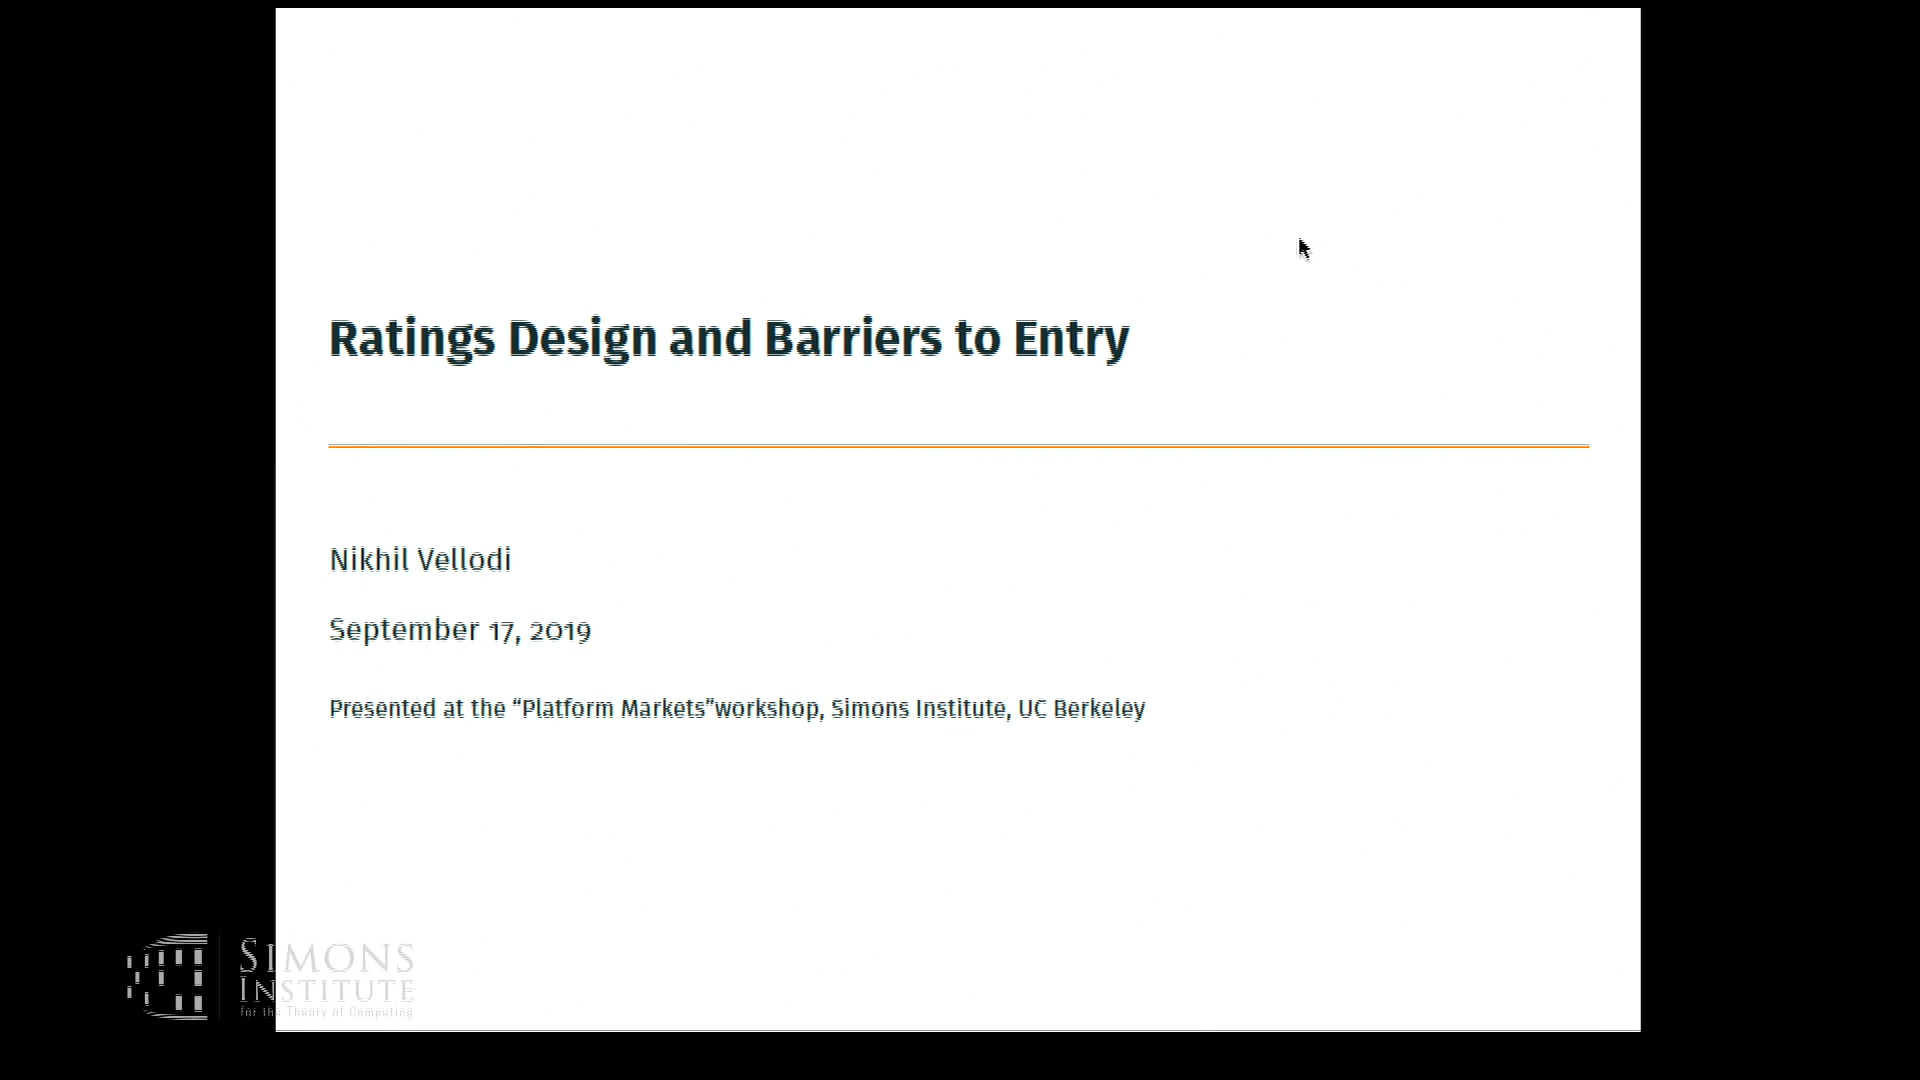 Ratings Design and Barriers to Entry
Nikhil Vellodi
September 17, 2019
Presented at the “Platform Markets”workshop, Simons Institute, UC Berkeley
SIMONS
INSTITUTE
for the Theory of Computing